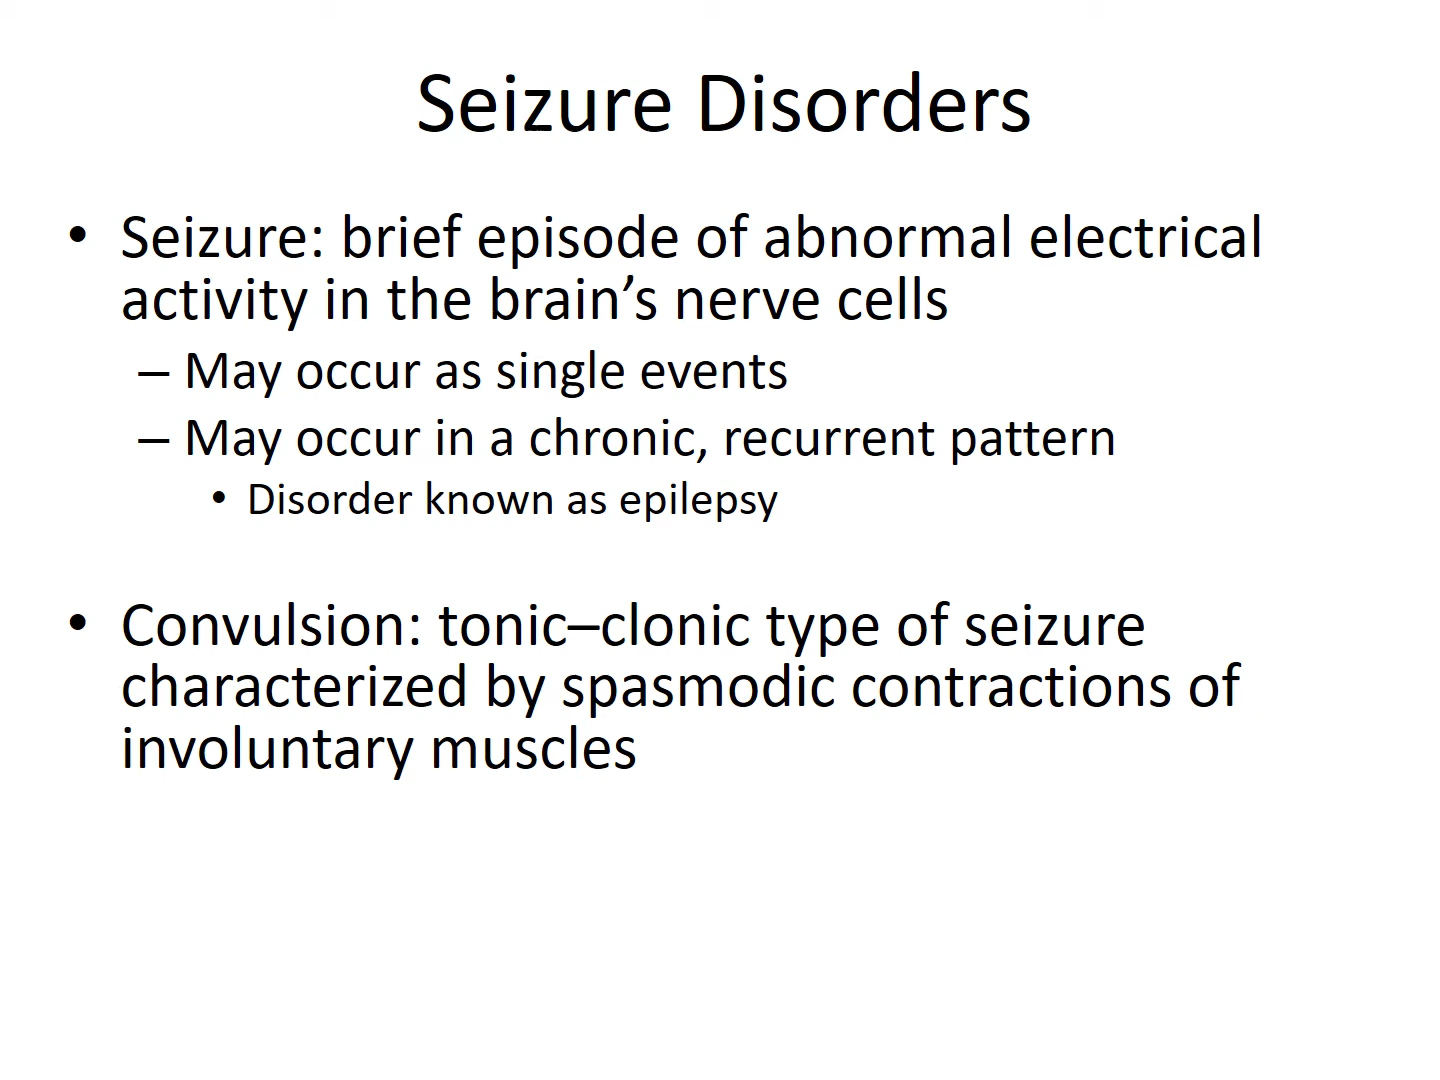 Seizure Disorders
• Seizure: brief episode of abnormal electrical
activity in the brain’s nerve cells
– May occur as single events
– May occur in a chronic, recurrent pattern
• Disorder known as epilepsy
• Convulsion: tonic–clonic type of seizure
characterized by spasmodic contractions of
involuntary muscles